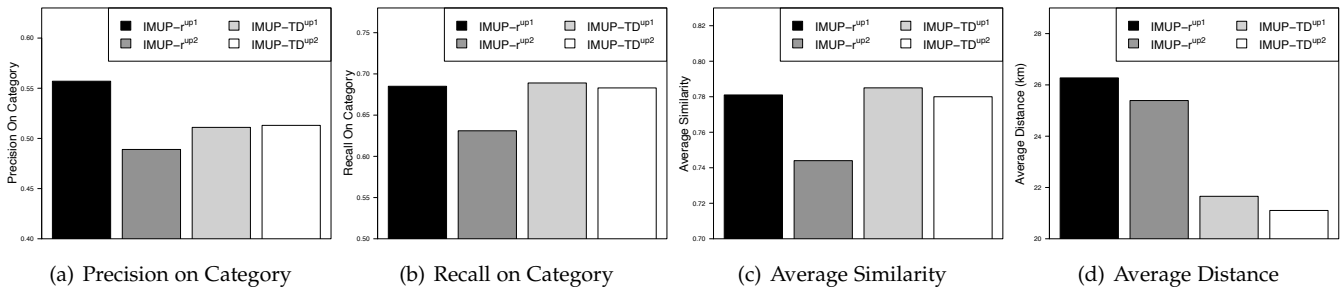 IMUP−r^up1
IMUP−TD^up1
IMUP−r^up2
IMUP−TD^up2
Precision On Category
0.60
0.55
0.50
0.45
0.40
(a) Precision on Category
IMUP−r^up1
IMUP−TD^up1
IMUP−r^up2
IMUP−TD^up2
Recall On Category
0.75
0.70
0.65
0.60
0.55
0.50
(b) Recall on Category
IMUP−r^up1
IMUP−TD^up1
IMUP−r^up2
IMUP−TD^up2
Average Similarity
0.82
0.80
0.78
0.76
0.74
0.72
0.70
(c) Average Similarity
IMUP−r^up1
IMUP−TD^up1
IMUP−r^up2
IMUP−TD^up2
Average Distance (km)
28
26
24
22
20
(d) Average Distance